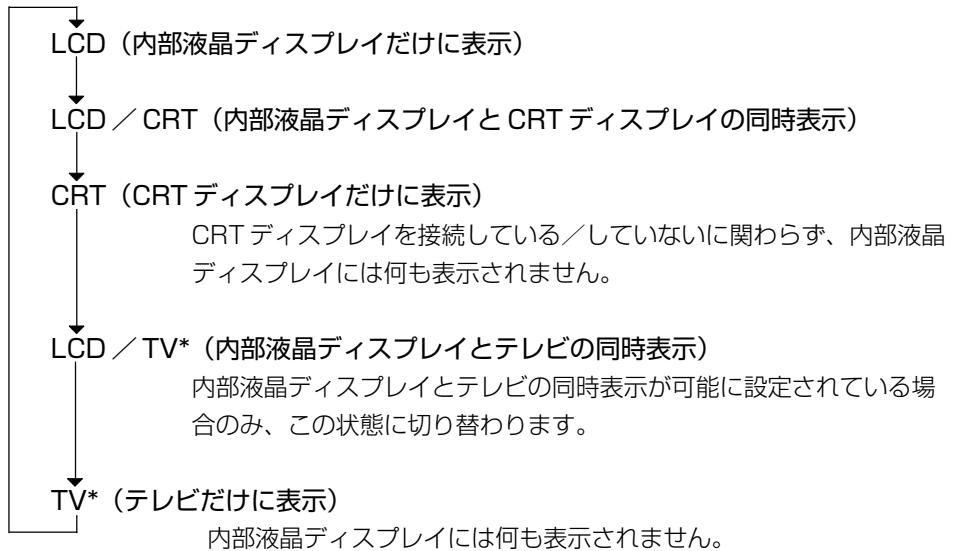 LCD（内部液晶ディスプレイだけに表示）
LCD ／ CRT（内部液晶ディスプレイと CRT ディスプレイの同時表示）
CRT（CRT ディスプレイだけに表示）
CRT ディスプレイを接続している／していないに関わらず、内部液晶
ディスプレイには何も表示されません。
LCD ／ TV*（内部液晶ディスプレイとテレビの同時表示）
内部液晶ディスプレイとテレビの同時表示が可能に設定されている場
合のみ、この状態に切り替わります。
TV*（テレビだけに表示）
内部液晶ディスプレイには何も表示されません。